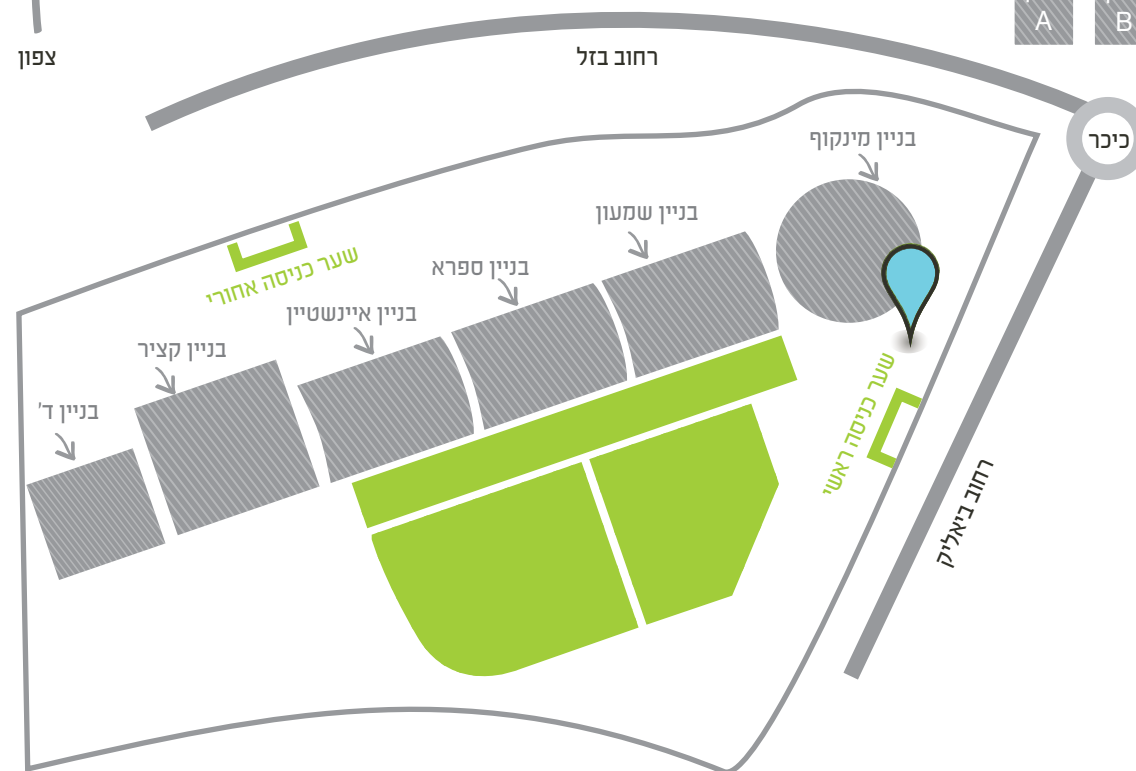 A
B
צפון
רחוב בזל
כיכר
בניין מינקוף
בניין שמעון
בניין ספרא
שער כניסה אחורי
בניין איינשטיין
בניין קציר
בניין ד'
שער כניסה ראשי
רחוב ביאליק